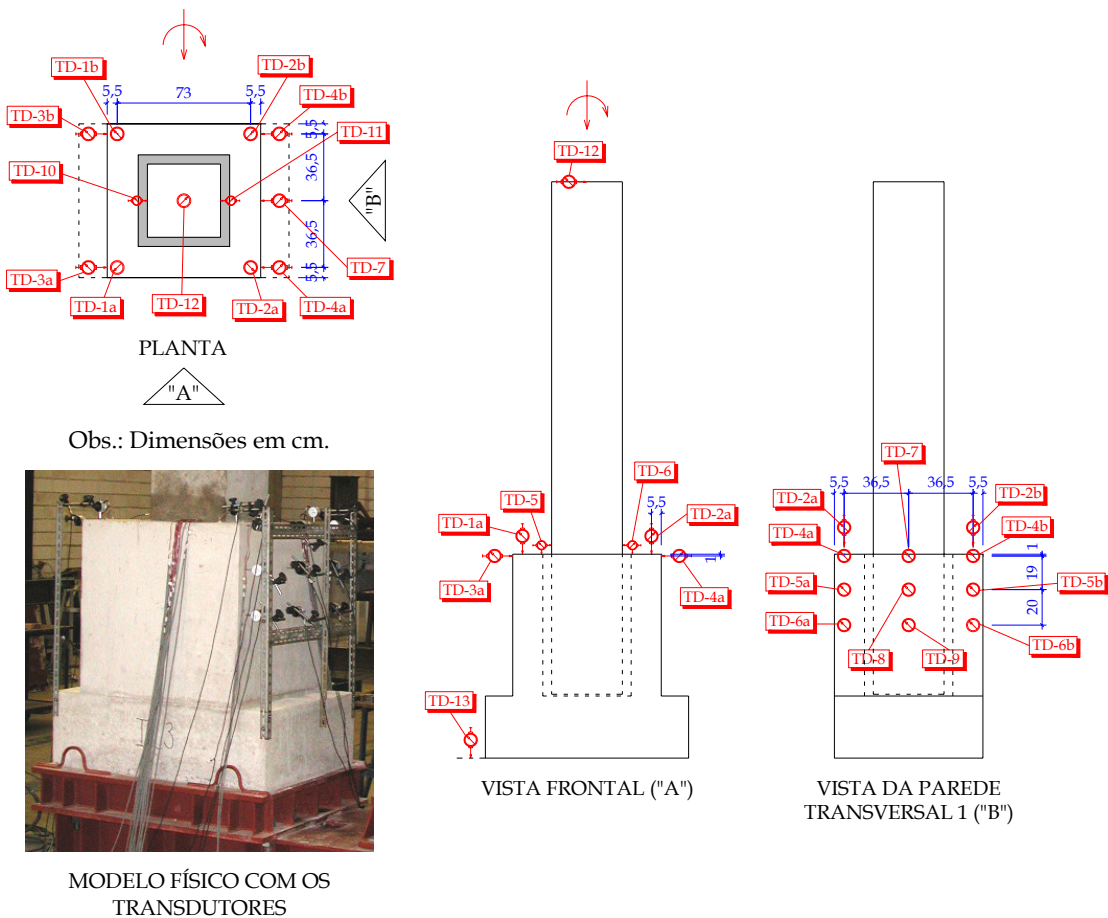 TD-1b
TD-2b
5,5
73
5,5
TD-3b
TD-4b
TD-11
5,5
TD-10
36,5
"B"
36,5
TD-3a
TD-7
5,5
TD-1a
TD-12
TD-2a
TD-4a
PLANTA
"A"
Obs.: Dimensões em cm.
MODELO FÍSICO COM OS
TRANSDUTORES
TD-12
TD-5
TD-6
5,5
TD-1a
TD-2a
1
TD-3a
TD-4a
TD-13
VISTA FRONTAL ("A")
TD-7
5,5
36,5
36,5
5,5
TD-2a
TD-2b
TD-4a
TD-4b
1
19
TD-5a
TD-5b
20
TD-6a
TD-8
TD-9
TD-6b
VISTA DA PAREDE
TRANSVERSAL 1 ("B")